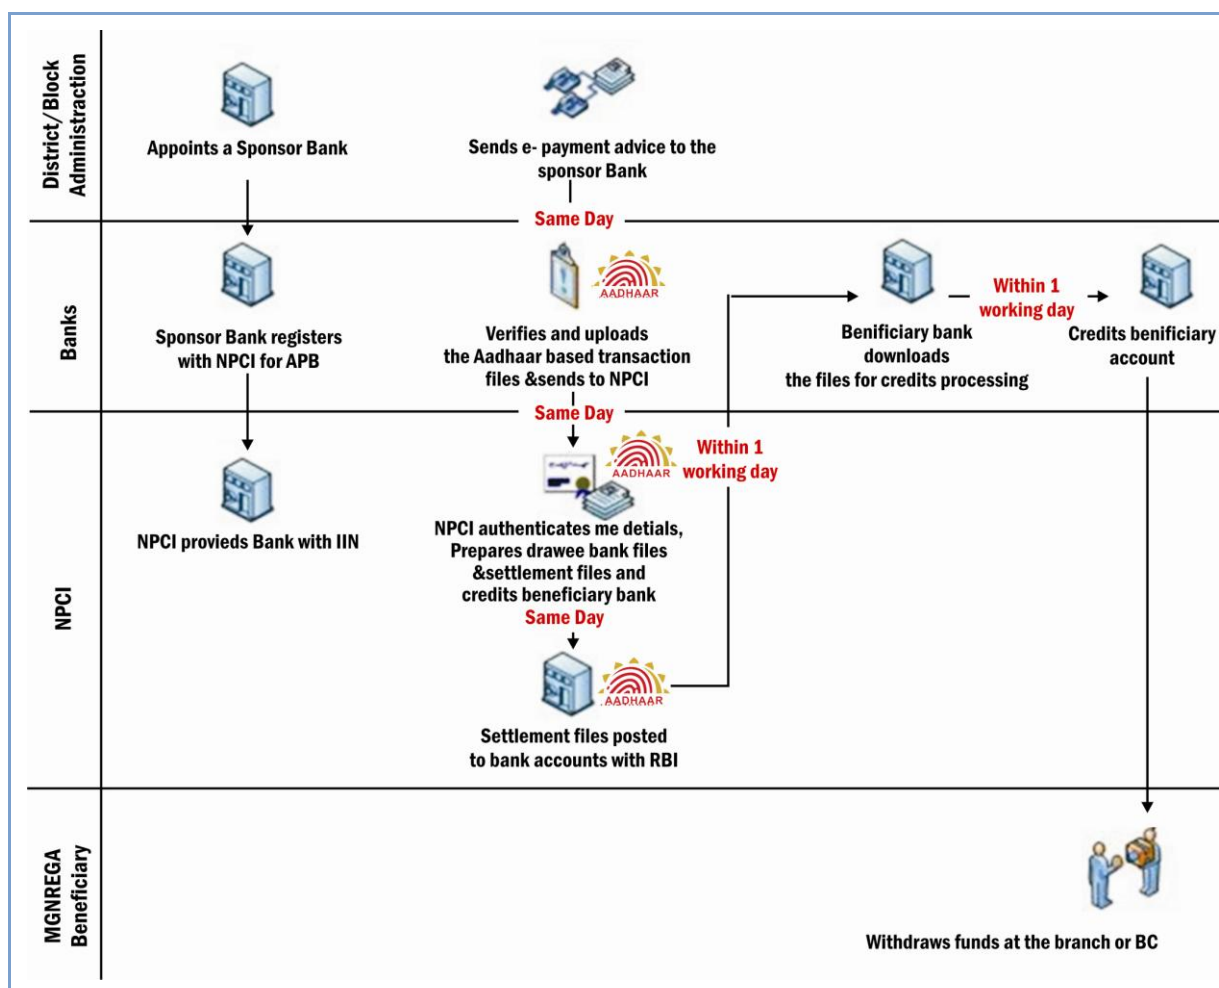 District/Block
Administraction
Appoints a Sponsor Bank
Sends e- payment advice to the
sponsor Bank
Same Day
Banks
Sponsor Bank registers
with NPCI for APB
AADHAAR
Verifies and uploads
the Aadhaar based transaction
files &sends to NPCI
Same Day
Benificiary bank
downloads
the files for credits processing
Within 1
working day
Credits benificiary
account
NPCI
NPCI provieds Bank with IIN
AADHAAR
NPCI authenticates me detials,
Prepares drawee bank files
&settlement files and
credits beneficiary bank
Same Day
Within 1
working day
AADHAAR
Settlement files posted
to bank accounts with RBI
MGNREGA
Beneficiary
Withdraws funds at the branch or BC